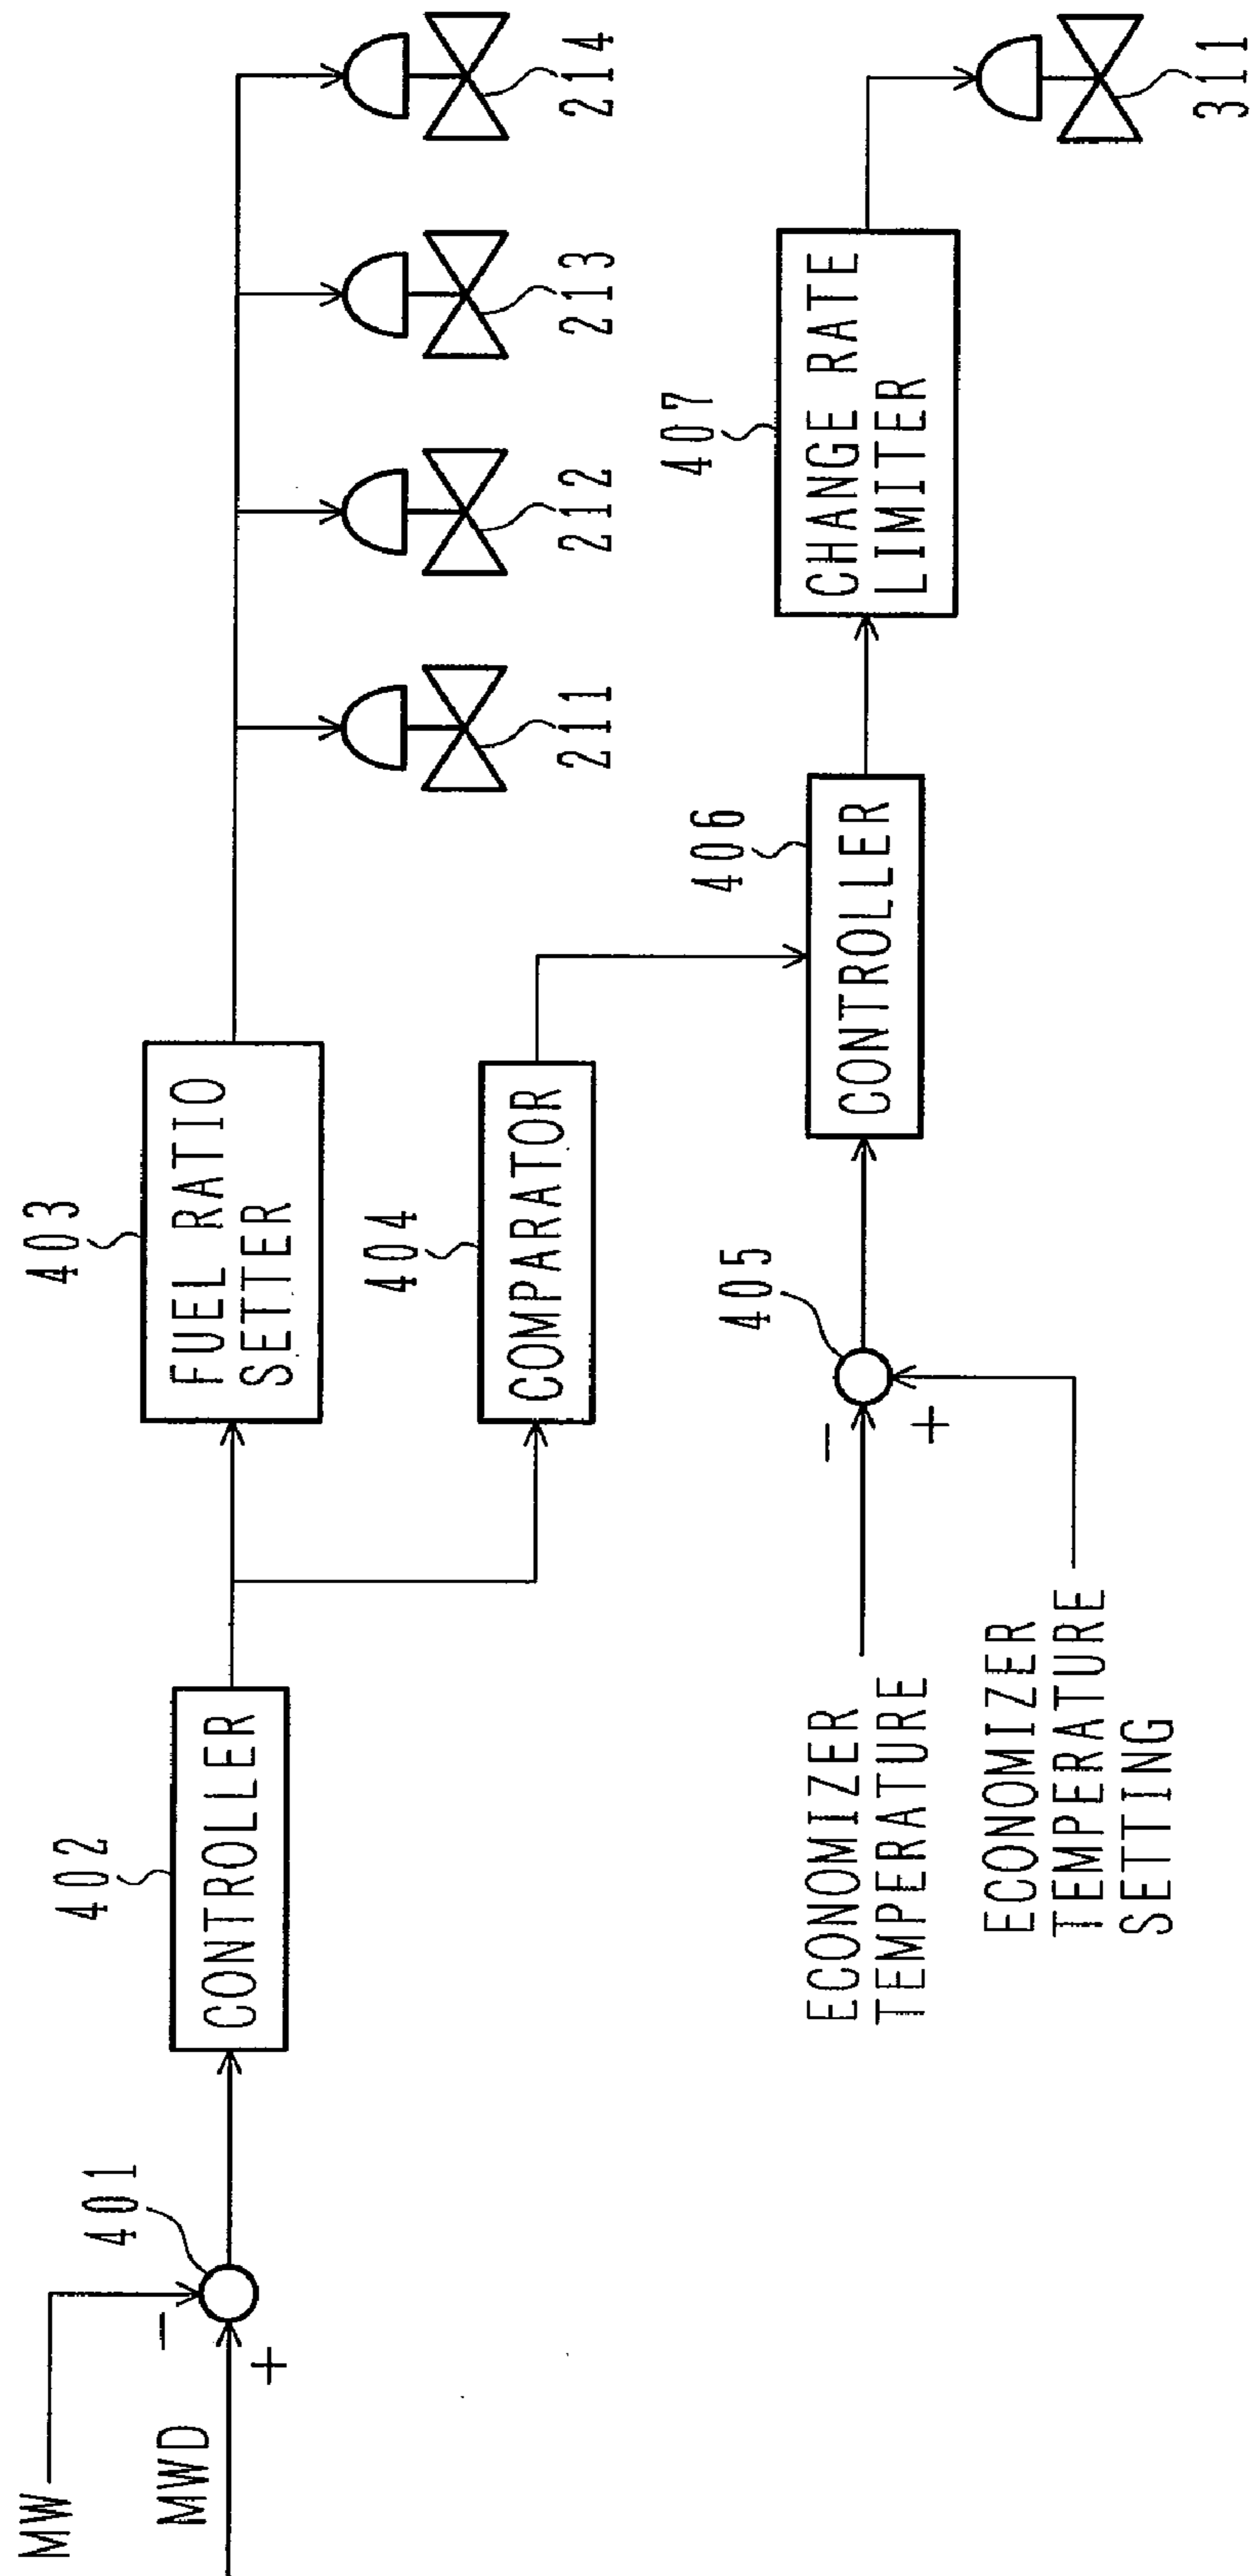 MW
MWD
−
+
401
402
CONTROLLER
403
FUEL RATIO
SETTER
404
COMPARATOR
211
212
213
214
ECONOMIZER
TEMPERATURE
ECONOMIZER
TEMPERATURE
SETTING
−
+
405
406
CONTROLLER
407
CHANGE RATE
LIMITER
311